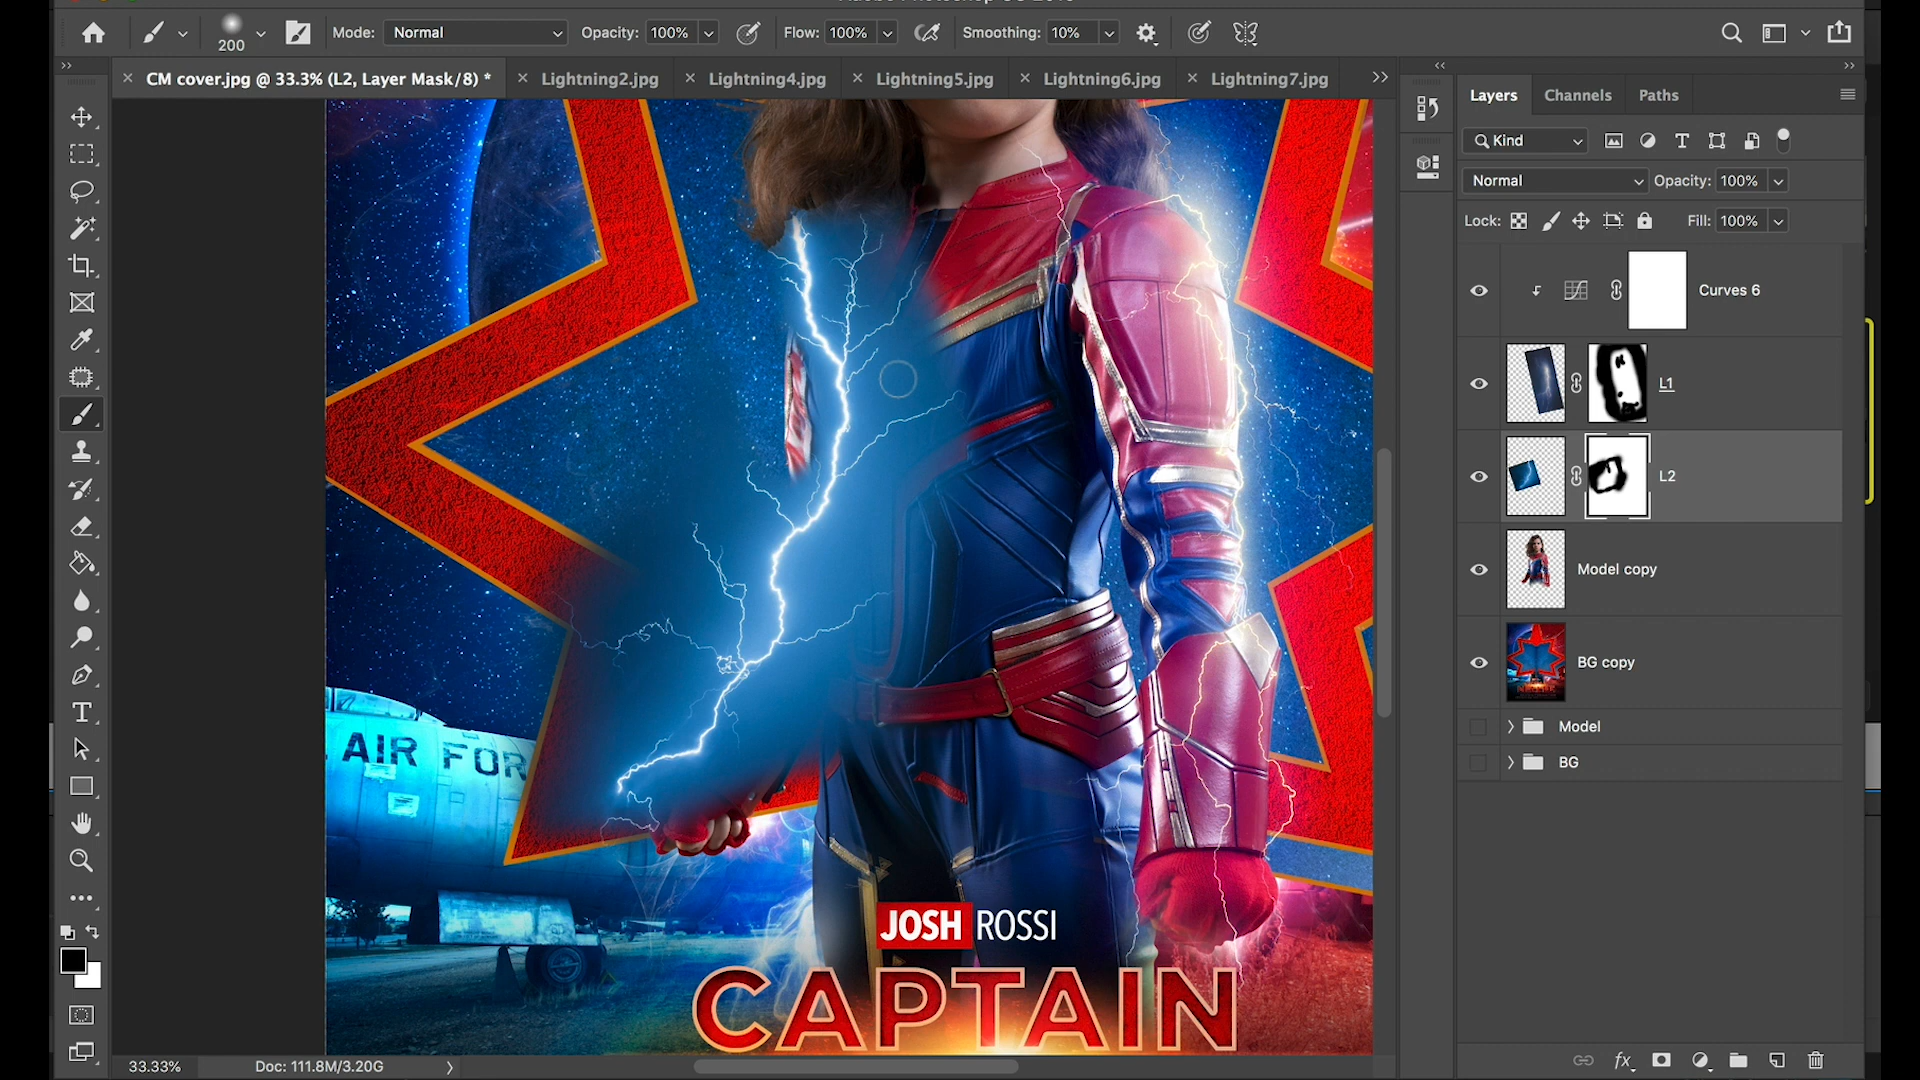 200
Mode: Normal Opacity: 100% Flow: 100% Smoothing: 10%
CM cover.jpg @ 33.3% (L2, Layer Mask/8) *
Lightning2.jpg
Lightning4.jpg
Lightning5.jpg
Lightning6.jpg
Lightning7.jpg
Layers Channels Paths
Kind
Normal Opacity: 100%
Lock: Fill: 100%
Curves 6
L1
L2
Model copy
BG copy
Model
BG
AIR FOR
JOSH ROSSI
CAPTAIN
33.33% Doc: 111.8M/3.20G